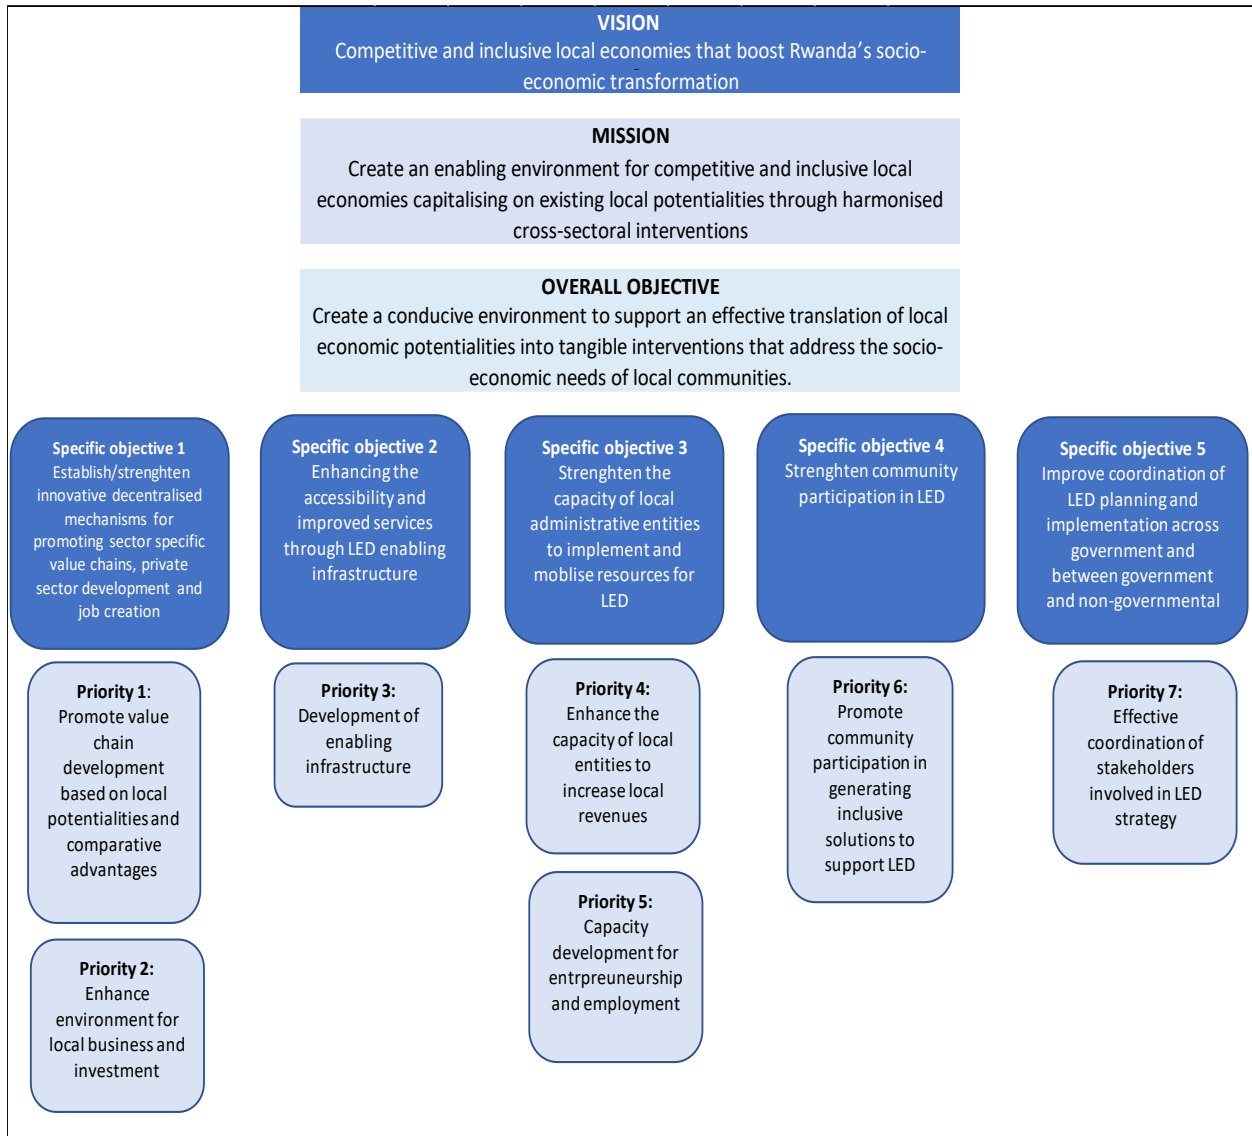 VISION
Competitive and inclusive local economies that boost Rwanda's socio-
economic transformation
MISSION
Create an enabling environment for competitive and inclusive local
economies capitalising on existing local potentialities through harmonised
cross-sectoral interventions
OVERALL OBJECTIVE
Create a conducive environment to support an effective translation of local
economic potentialities into tangible interventions that address the socio-
economic needs of local communities.
Specific objective 1
Establish/strenghten
innovative decentralised
mechanisms for
promoting sector specific
value chains, private
sector development and
job creation
Specific objective 2
Enhancing the
accessibility and
improved services
through LED enabling
infrastructure
Specific objective 3
Strenghten the
capacity of local
administrative entities
to implement and
moblise resources for
LED
Specific objective 4
Strenghten community
participation in LED
Specific objective 5
Improve coordination of
LED planning and
implementation across
government and
between government
and non-governmental
Priority 1:
Promote value
chain
development
based on local
potentialities and
comparative
advantages
Priority 2:
Enhance
environment for
local business and
investment
Priority 3:
Development of
enabling
infrastructure
Priority 4:
Enhance the
capacity of local
entities to
increase local
revenues
Priority 5:
Capacity
development for
entrpreuneurship
and employment
Priority 6:
Promote
community
participation in
generating
inclusive
solutions to
support LED
Priority 7:
Effective
coordination of
stakeholders
involved in LED
strategy